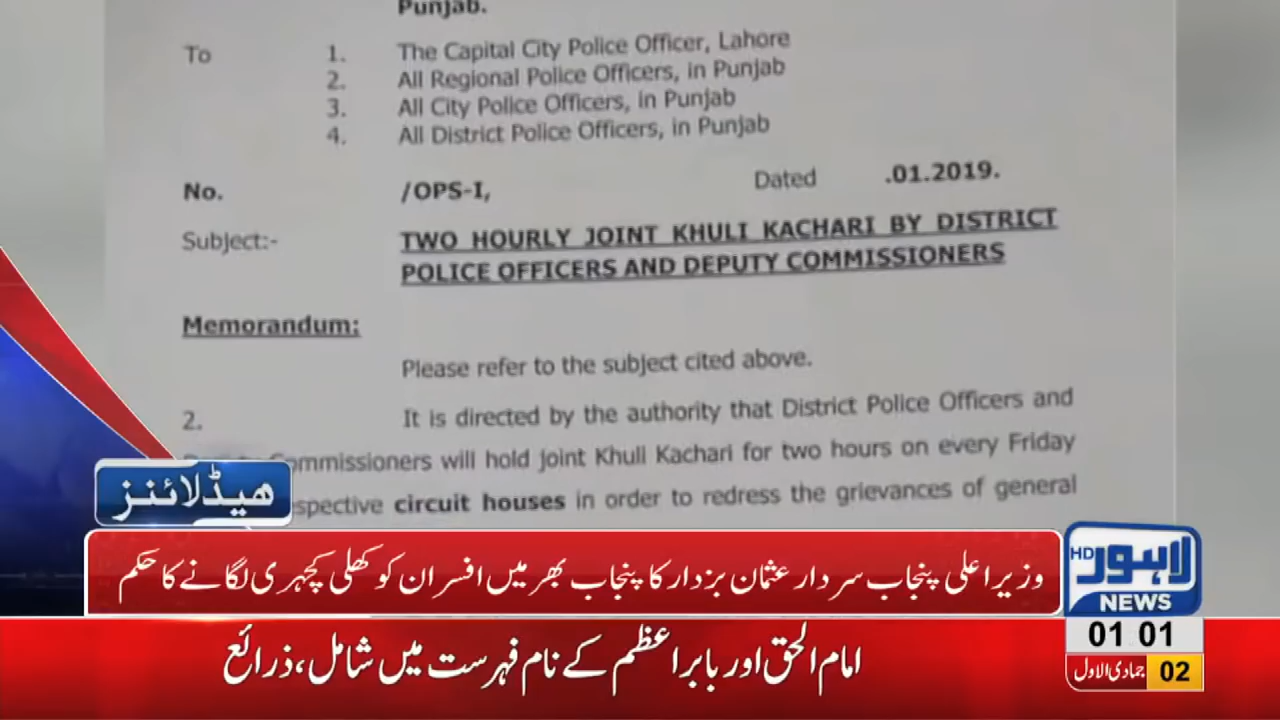 Punjab.
To 1. The Capital City Police Officer, Lahore
2. All Regional Police Officers, in Punjab
3. All City Police Officers, in Punjab
4. All District Police Officers, in Punjab
No. /OPS-I, Dated .01.2019.
Subject:- TWO HOURLY JOINT KHULI KACHARI BY DISTRICT
POLICE OFFICERS AND DEPUTY COMMISSIONERS
Memorandum:
Please refer to the subject cited above.
2. It is directed by the authority that District Police Officers and
ommissioners will hold joint Khuli Kachari for two hours on every Friday
spective circuit houses in order to redress the grievances of general
ھیڈلائنز
وزیراعلی پنجاب سردار عثمان بزدار کا پنجاب بھر میں افسران کو کھلی کچہری لگانے کا حکم
HD لاہور
NEWS
امام الحق اور بابر اعظم کے نام فہرست میں شامل، ذرائع
01 01
جمادی الاول 02